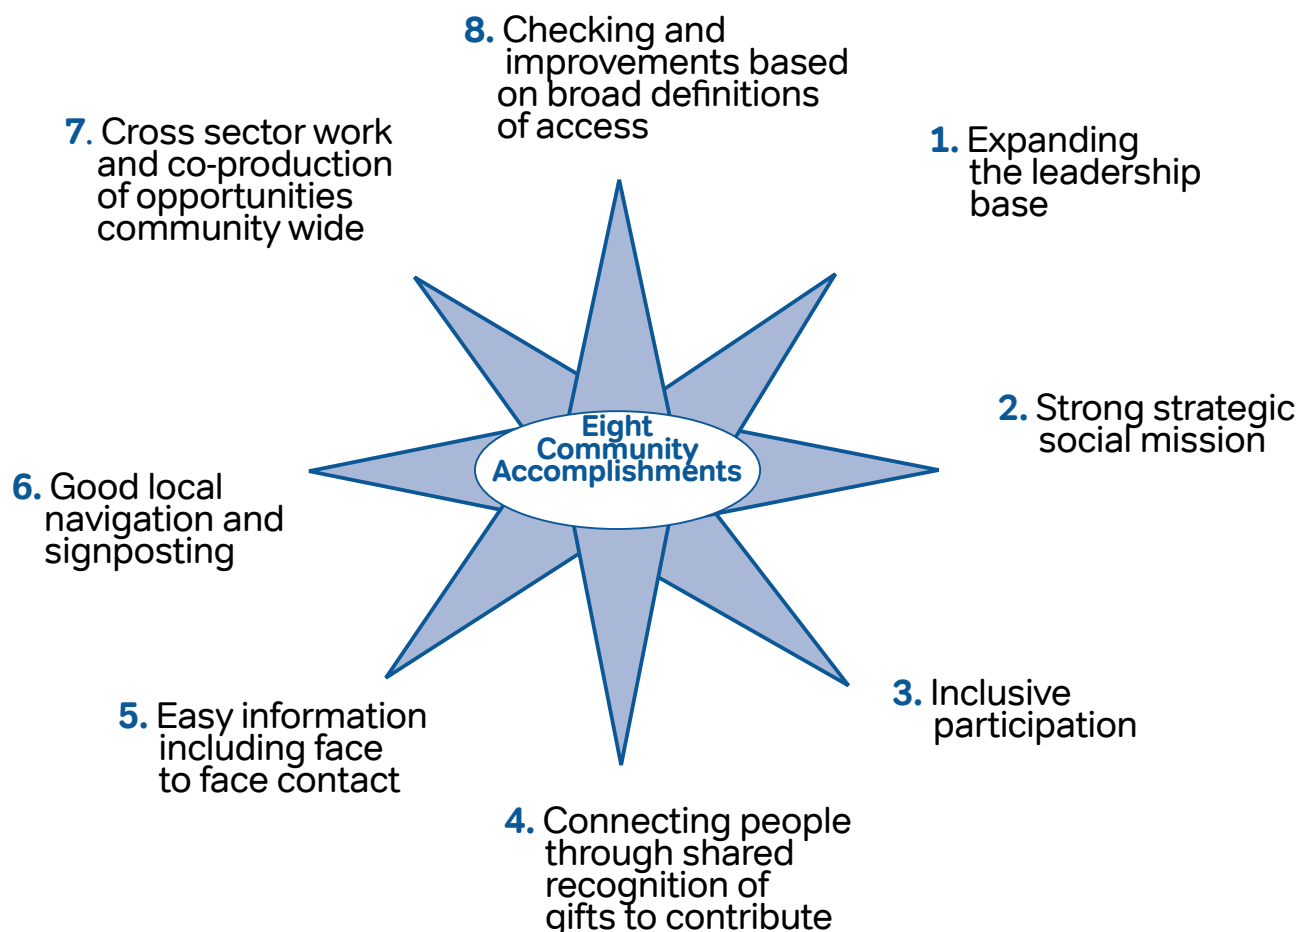 8. Checking and
improvements based
on broad definitions
of access
7. Cross sector work
and co-production
of opportunities
community wide
1. Expanding
the leadership
base
2. Strong strategic
social mission
Eight
Community
Accomplishments
6. Good local
navigation and
signposting
3. Inclusive
participation
5. Easy information
including face
to face contact
4. Connecting people
through shared
recognition of
gifts to contribute